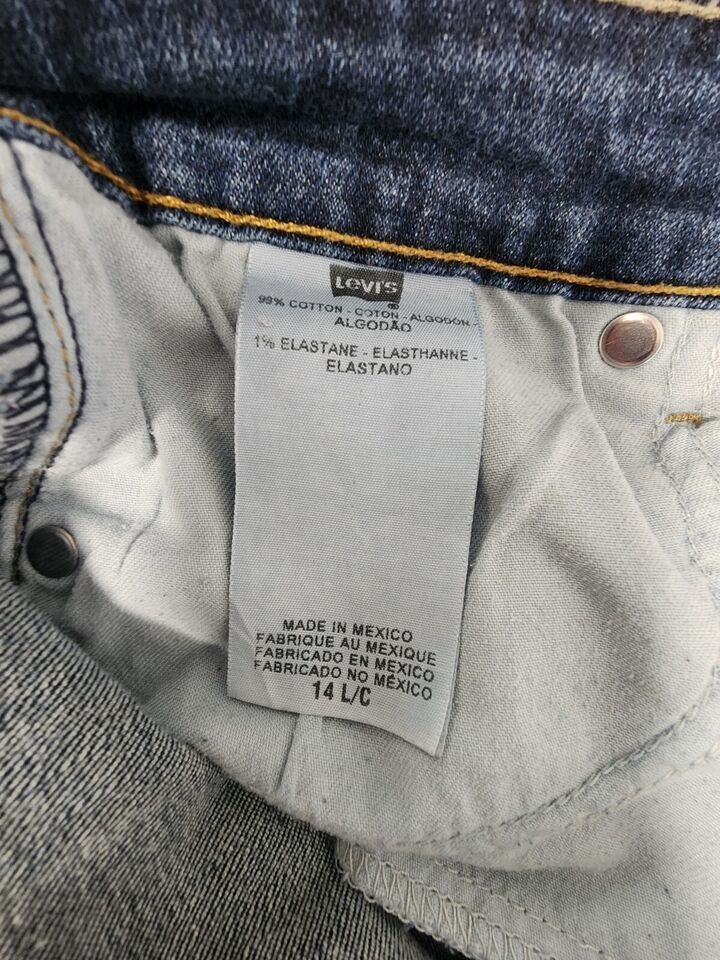 Levi's
®
99% COTTON - COTON - ALGODON -
ALGODÃO
1% ELASTANE - ELASTHANNE -
ELASTANO
MADE IN MEXICO
FABRIQUE AU MEXIQUE
FABRICADO EN MEXICO
FABRICADO NO MÉXICO
14 L/C